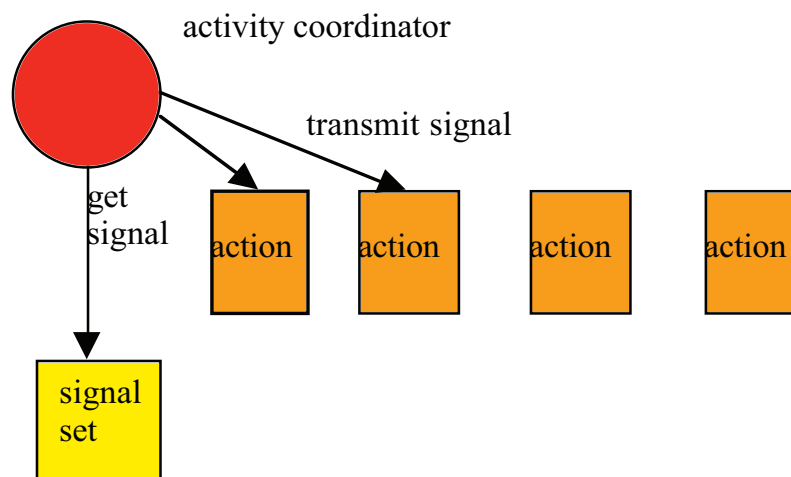 activity coordinator
transmit signal
get
signal
action action action action
signal
set